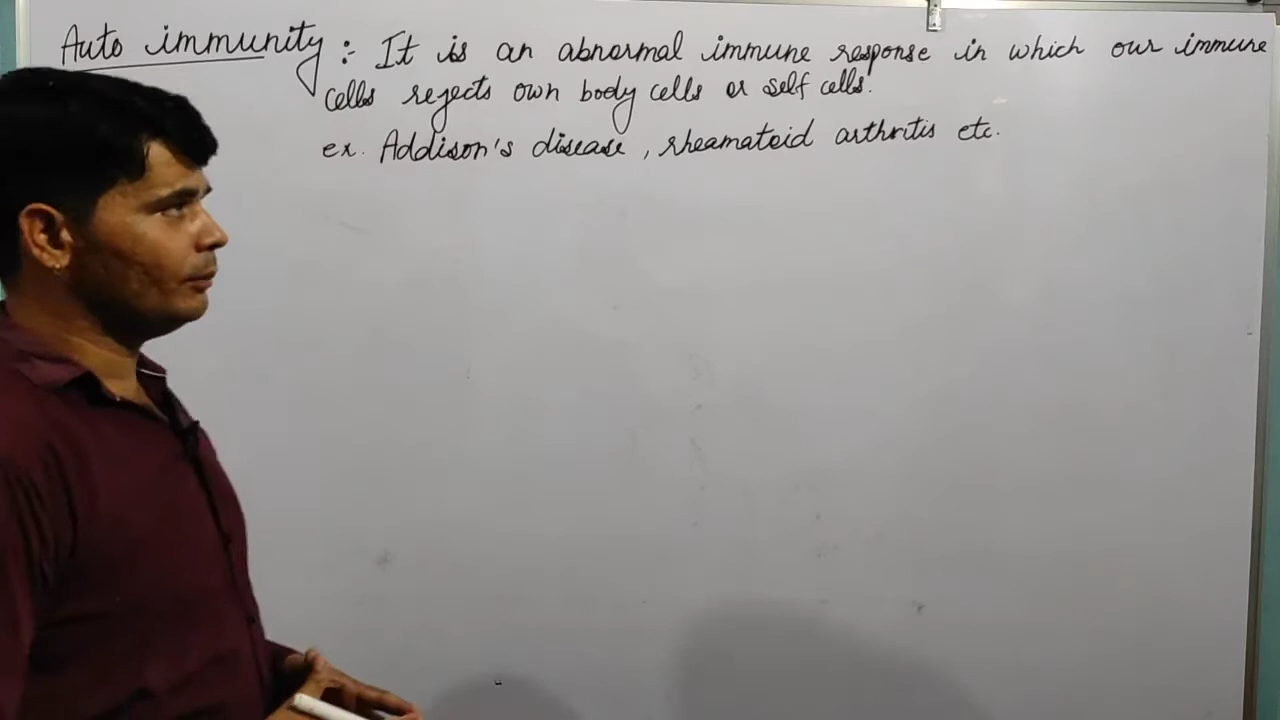 Auto immunity :- It is an abnormal immune response in which our immune
cells rejects own body cells or self cells.
ex. Addison's disease, rheamatoid arthritis etc.